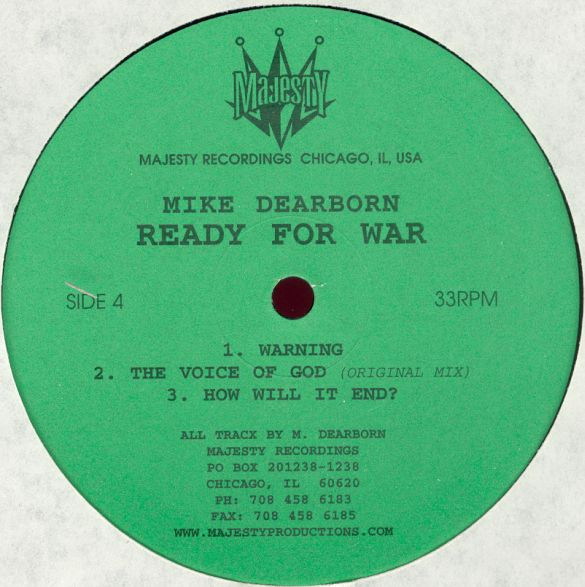 MAJESTY
MAJESTY RECORDINGS CHICAGO, IL, USA
MIKE DEARBORN
READY FOR WAR
SIDE 4
33RPM
1. WARNING
2. THE VOICE OF GOD (ORIGINAL MIX)
3. HOW WILL IT END?
ALL TRACX BY M. DEARBORN
MAJESTY RECORDINGS
PO BOX 201238-1238
CHICAGO, IL 60620
PH: 708 458 6183
FAX: 708 458 6185
WWW.MAJESTYPRODUCTIONS.COM